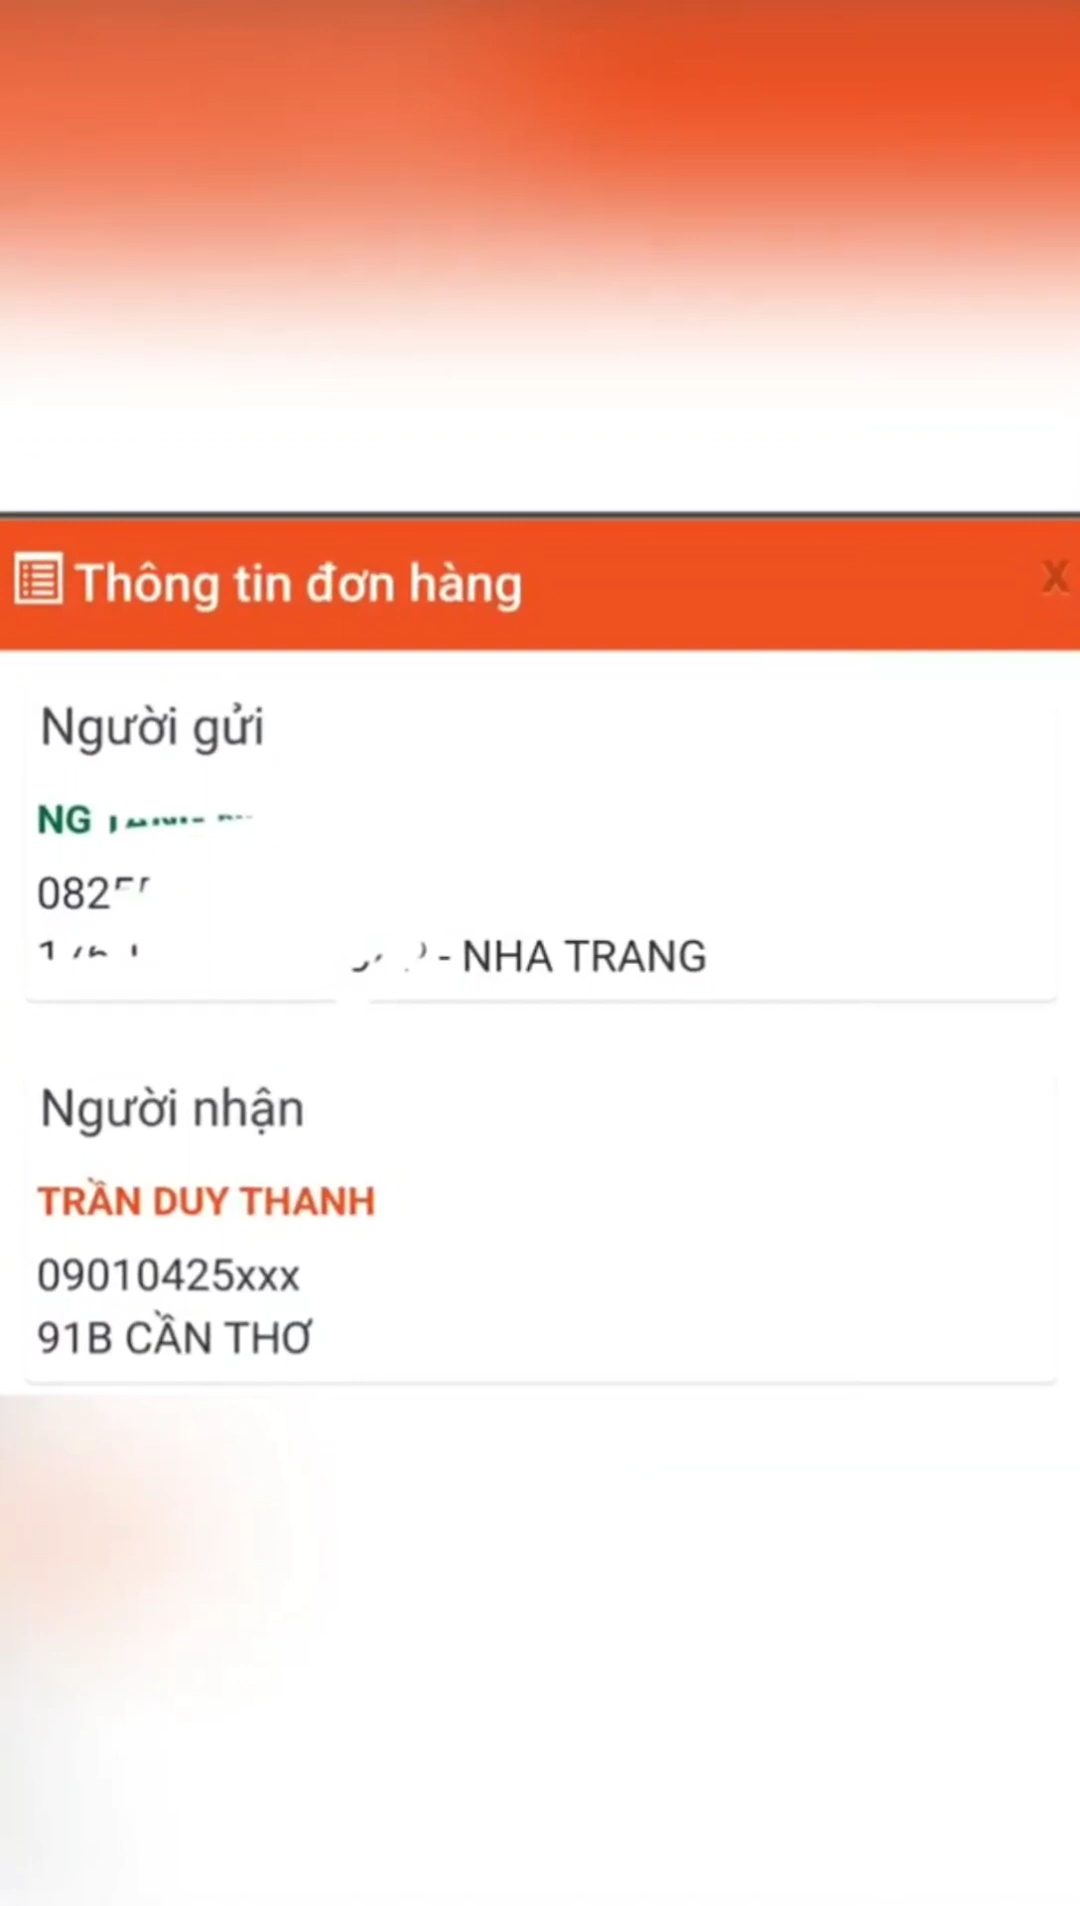 Thông tin đơn hàng
X
Người gửi
NG
082
- NHA TRANG
Người nhận
TRẦN DUY THANH
09010425xxx
91B CẦN THƠ